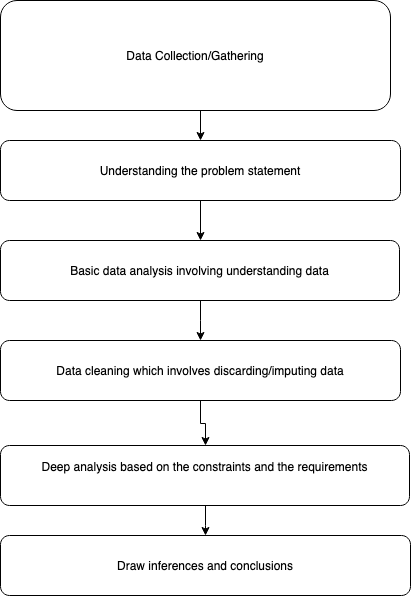 Data Collection/Gathering
Understanding the problem statement
Basic data analysis involving understanding data
Data cleaning which involves discarding/imputing data
Deep analysis based on the constraints and the requirements
Draw inferences and conclusions